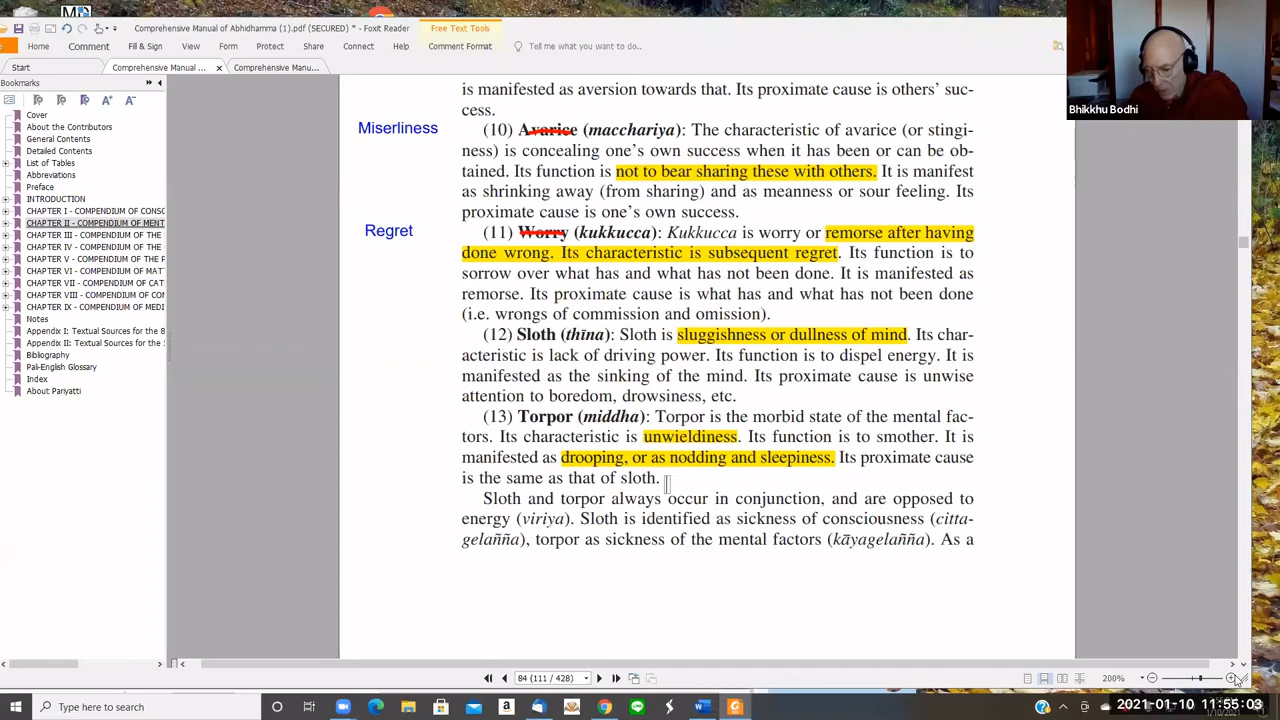 Comprehensive Manual of Abhidhamma (1).pdf (SECURED) * - Foxit Reader
Free Text Tools
Home Comment Fill & Sign View Form Protect Share Connect Help Comment Format Tell me what you want to do..
Start Comprehensive Manual ... × Comprehensive Manu...
Bookmarks
Cover
About the Contributors
General Contents
Detailed Contents
List of Tables
Abbreviations
Preface
INTRODUCTION
CHAPTER I - COMPENDIUM OF CONSC
CHAPTER II - COMPENDIUM OF MENT
CHAPTER III - COMPENDIUM OF THE
CHAPTER IV - COMPENDIUM OF THE
CHAPTER V - COMPENDIUM OF THE P
CHAPTER VI - COMPENDIUM OF MAT
CHAPTER VII - COMPENDIUM OF CAT
CHAPTER VIII - COMPENDIUM OF CON
CHAPTER IX - COMPENDIUM OF MEDI
Notes
Appendix I: Textual Sources for the 8
Appendix II: Textual Sources for the
Bibliography
Pali-English Glossary
Index
About Pariyatti
is manifested as aversion towards that. Its proximate cause is others' suc-
cess.
Miserliness
(10) Avarice (macchariya): The characteristic of avarice (or stingi-
ness) is concealing one's own success when it has been or can be ob-
tained. Its function is not to bear sharing these with others. It is manifest
as shrinking away (from sharing) and as meanness or sour feeling. Its
proximate cause is one's own success.
Regret
(11) Worry (kukkucca): Kukkucca is worry or remorse after having
done wrong. Its characteristic is subsequent regret. Its function is to
sorrow over what has and what has not been done. It is manifested as
remorse. Its proximate cause is what has and what has not been done
(i.e. wrongs of commission and omission).
(12) Sloth (thīna): Sloth is sluggishness or dullness of mind. Its char-
acteristic is lack of driving power. Its function is to dispel energy. It is
manifested as the sinking of the mind. Its proximate cause is unwise
attention to boredom, drowsiness, etc.
(13) Torpor (middha): Torpor is the morbid state of the mental fac-
tors. Its characteristic is unwieldiness. Its function is to smother. It is
manifested as drooping, or as nodding and sleepiness. Its proximate cause
is the same as that of sloth.
Sloth and torpor always occur in conjunction, and are opposed to
energy (viriya). Sloth is identified as sickness of consciousness (citta-
gelañña), torpor as sickness of the mental factors (kāyagelañña). As a
Bhikkhu Bodhi
84 (111 / 428)
200%
Type here to search
2021-01-10 11:55:03